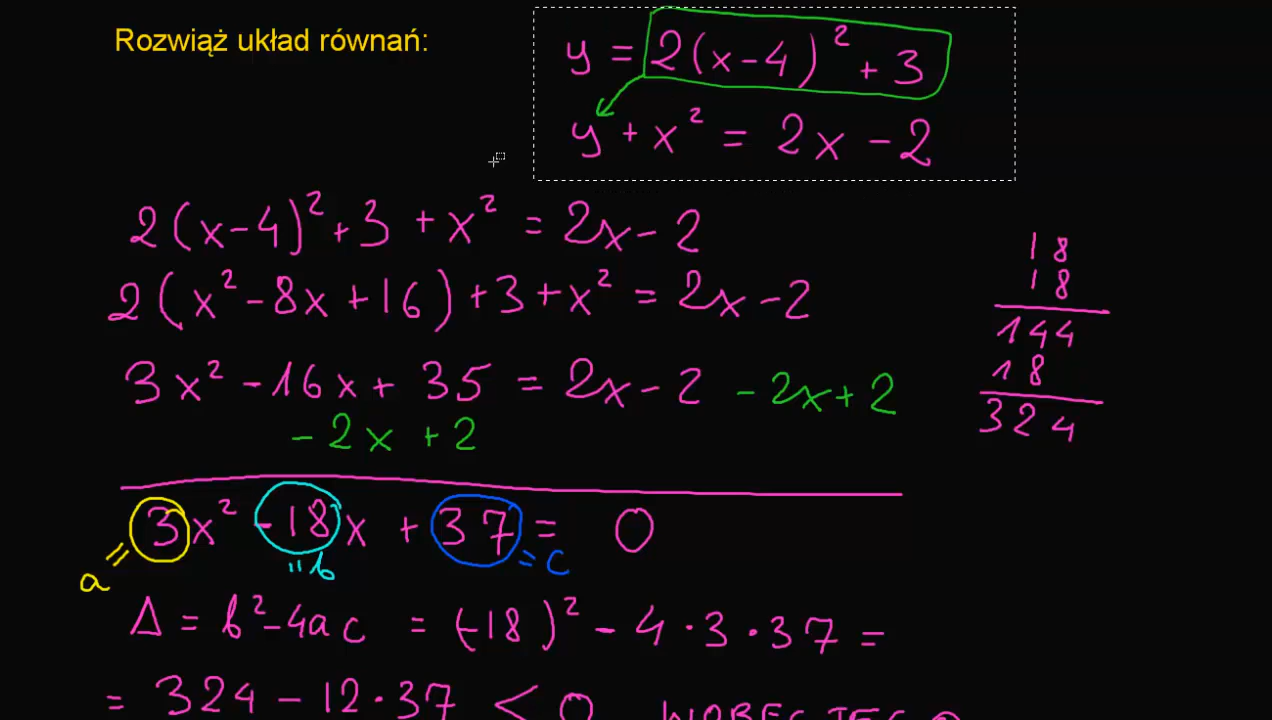 Rozwiąż układ równań:
y = 2(x-4)² + 3
y + x² = 2x - 2
2(x-4)² + 3 + x² = 2x - 2
2(x² - 8x + 16) + 3 + x² = 2x - 2
3x² - 16x + 35 = 2x - 2 - 2x + 2
- 2x + 2
18
18
144
18
324
3x² - 18x + 37 = 0
a = " b = c
Δ = b² - 4ac = (-18)² - 4·3·37 =
= 324 - 12·37 < 0 WOBEC TEGO